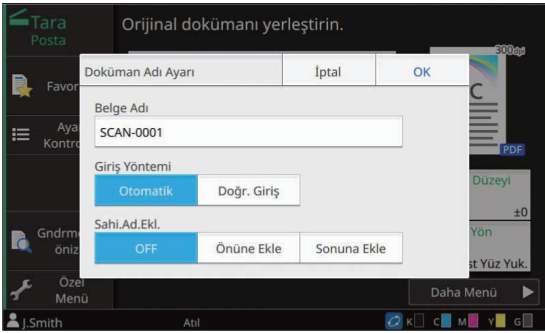 Tara
Posta
Orijinal dokümanı yerleştirin.
300dpi
Doküman Adı Ayarı
İptal
OK
Favor
Belge Adı
SCAN-0001
C
PDF
Aya
Kontro
Giriş Yöntemi
Otomatik
Doğr. Giriş
Düzeyi
±0
Sahi.Ad.Ekl.
OFF
Önüne Ekle
Sonuna Ekle
Gndrme
öniz
Yön
st Yüz Yuk.
Özel
Menü
Daha Menü
J.Smith
Atıl
K
C
M
Y
G